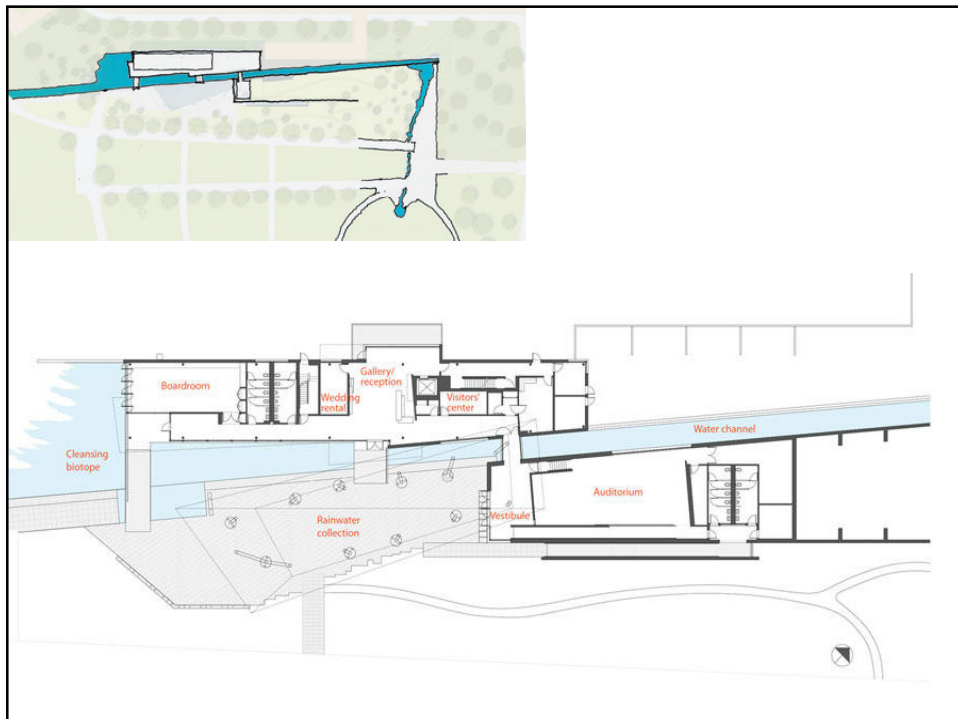 Boardroom
Wedding
rental
Gallery/
reception
Visitors'
center
Water channel
Cleansing
biotope
Auditorium
Vestibule
Rainwater
collection